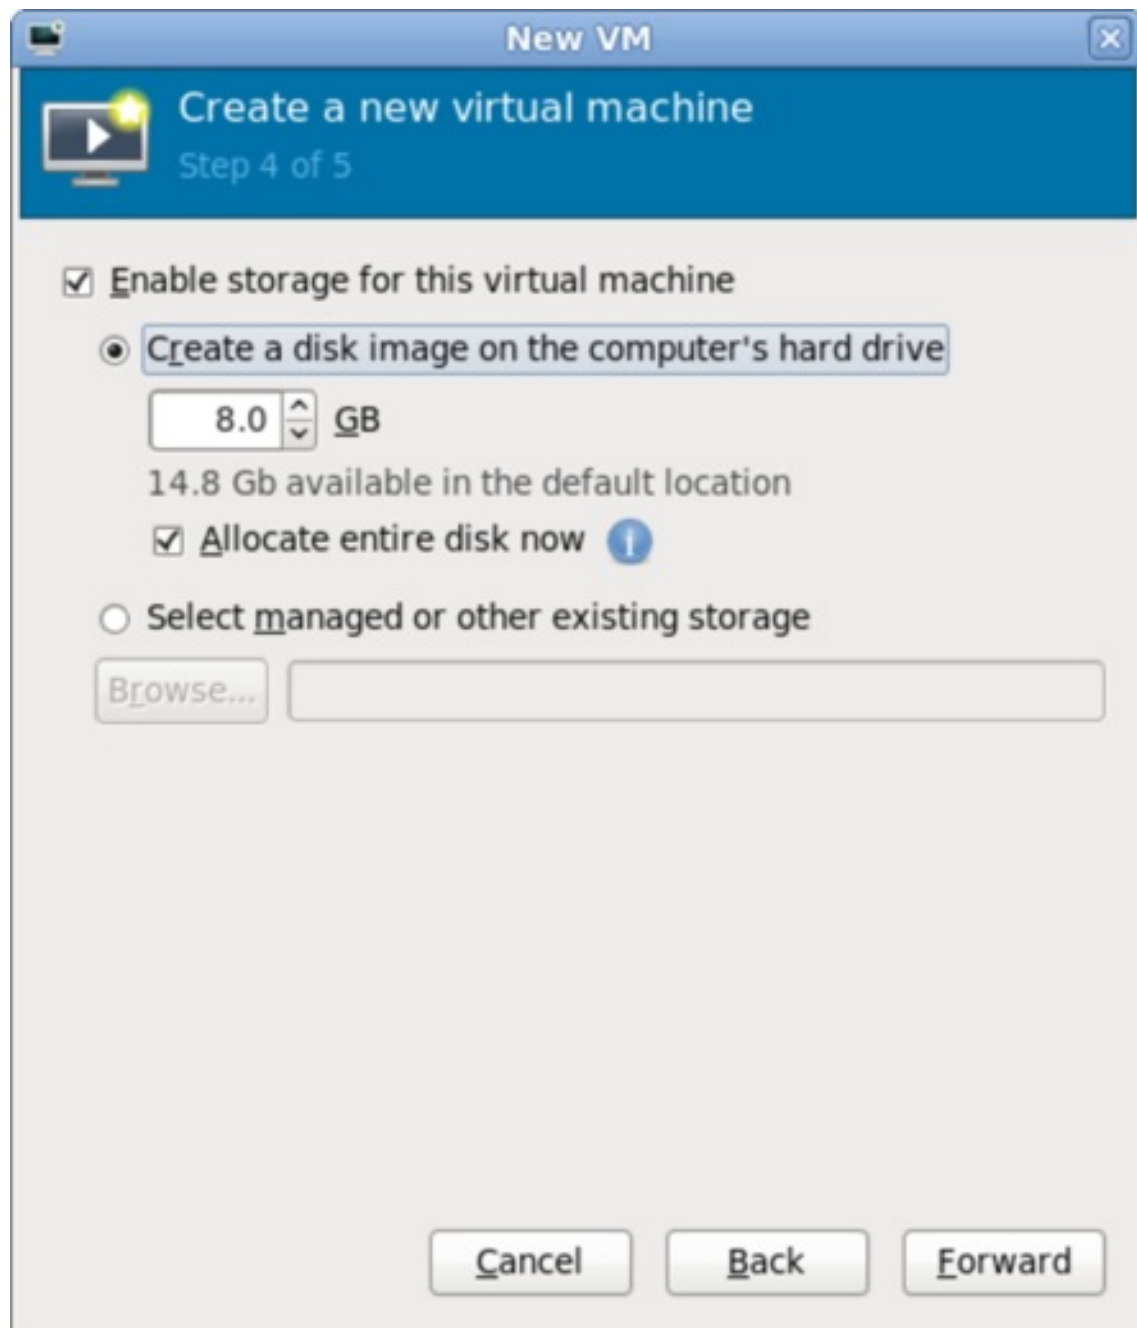 New VM
Create a new virtual machine
Step 4 of 5
Enable storage for this virtual machine
Create a disk image on the computer's hard drive
8.0 GB
14.8 Gb available in the default location
Allocate entire disk now
Select managed or other existing storage
Browse...
Cancel Back Forward